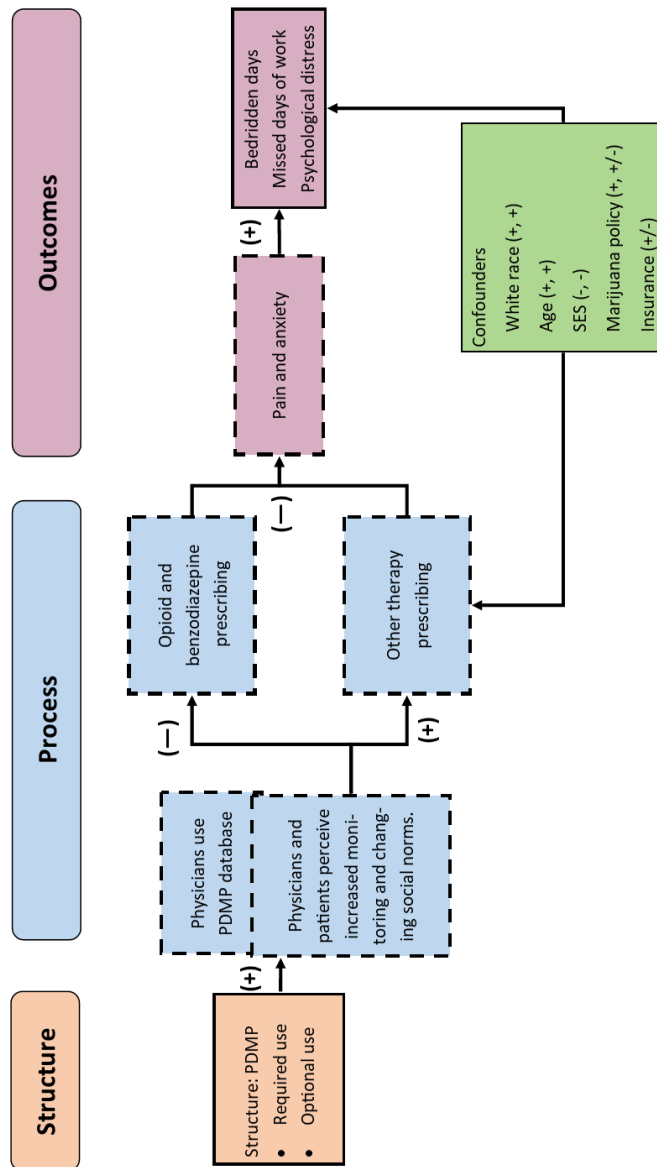 Structure
Process
Outcomes
Structure: PDMP
• Required use
• Optional use
(+)
Physicians use
PDMP database
Physicians and
patients perceive
increased moni-
toring and chang-
ing social norms.
(—)
(+)
Opioid and
benzodiazepine
prescribing
Other therapy
prescribing
(—)
Pain and anxiety
(+)
Bedridden days
Missed days of work
Psychological distress
Confounders
White race (+, +)
Age (+, +)
SES (-, -)
Marijuana policy (+, +/-)
Insurance (+/-)